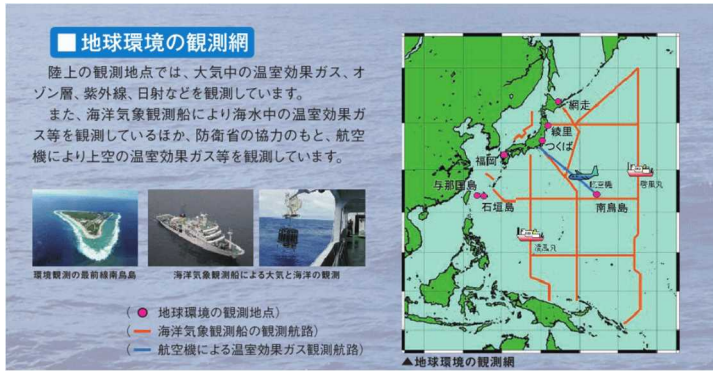 ■地球環境の観測網
陸上の観測地点では、大気中の温室効果ガス、オ
ゾン層、紫外線、日射などを観測しています。
また、海洋気象観測船により海水中の温室効果ガ
ス等を観測しているほか、防衛省の協力のもと、航空
機により上空の温室効果ガス等を観測しています。
環境観測の最前線南鳥島
海洋気象観測船による大気と海洋の観測
(● 地球環境の観測地点)
(━ 海洋気象観測船の観測航路)
(━ 航空機による温室効果ガス観測航路)
網走
綾里
つくば
福岡
与那国島
石垣島
航空機
啓風丸
南鳥島
凌風丸
▲地球環境の観測網